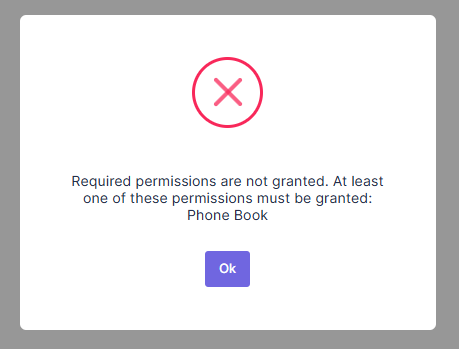 Required permissions are not granted. At least
one of these permissions must be granted:
Phone Book
Ok